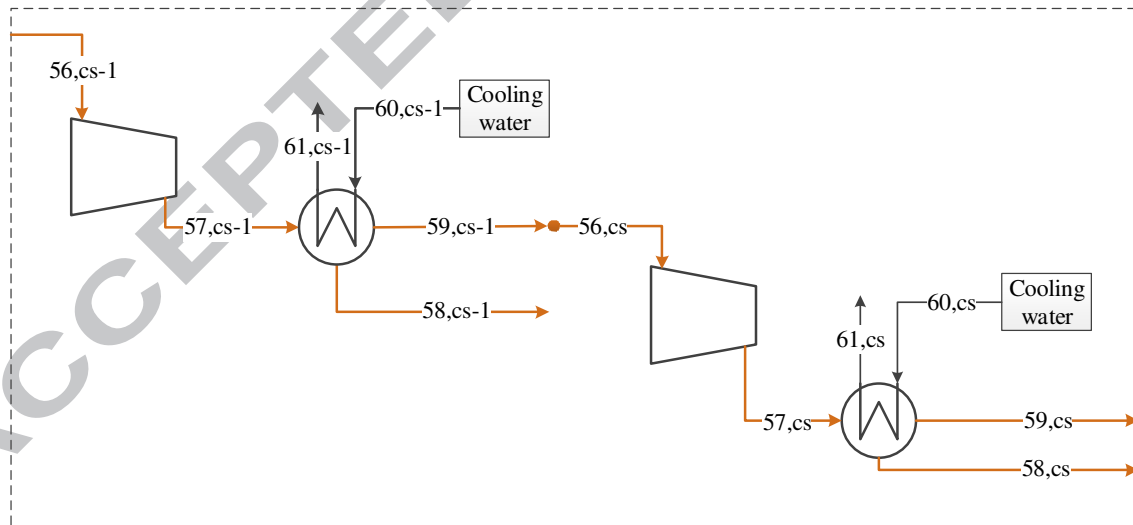 56,cs-1
Cooling
water
60,cs-1
61,cs-1
57,cs-1
59,cs-1
56,cs
58,cs-1
Cooling
water
60,cs
61,cs
57,cs
59,cs
58,cs
ACCEPTE